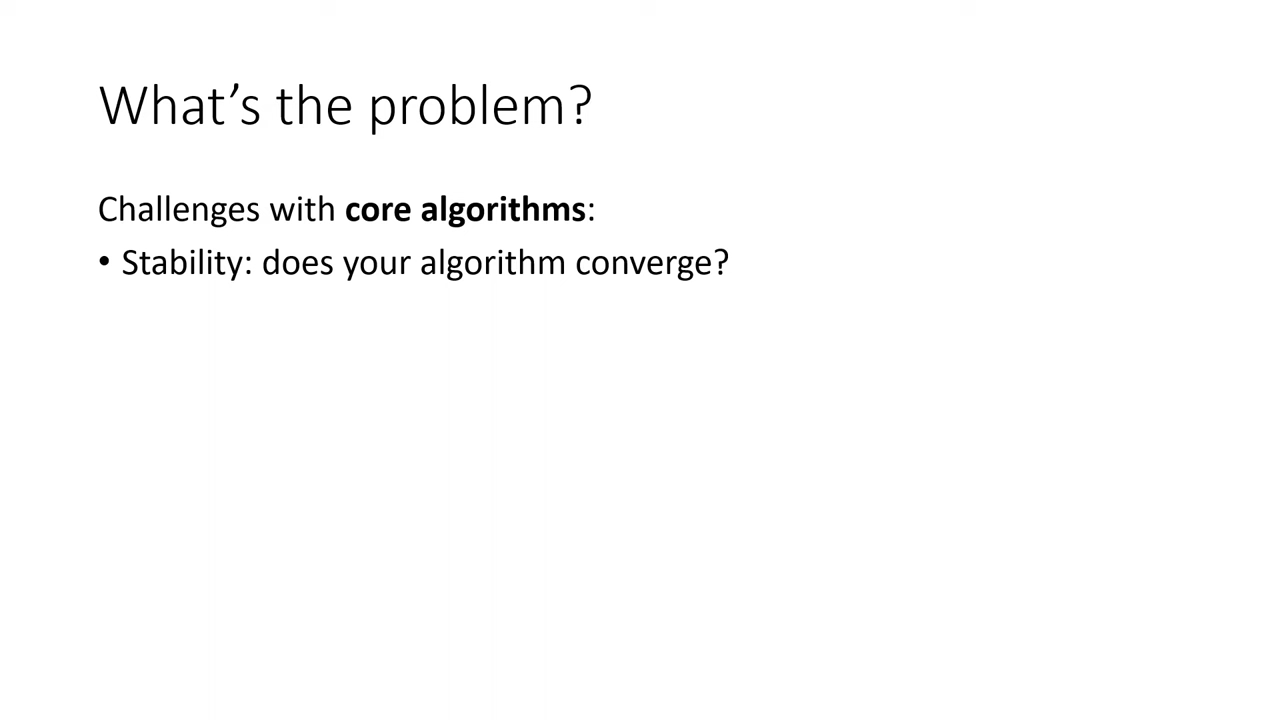 What’s the problem?
Challenges with core algorithms:
• Stability: does your algorithm converge?